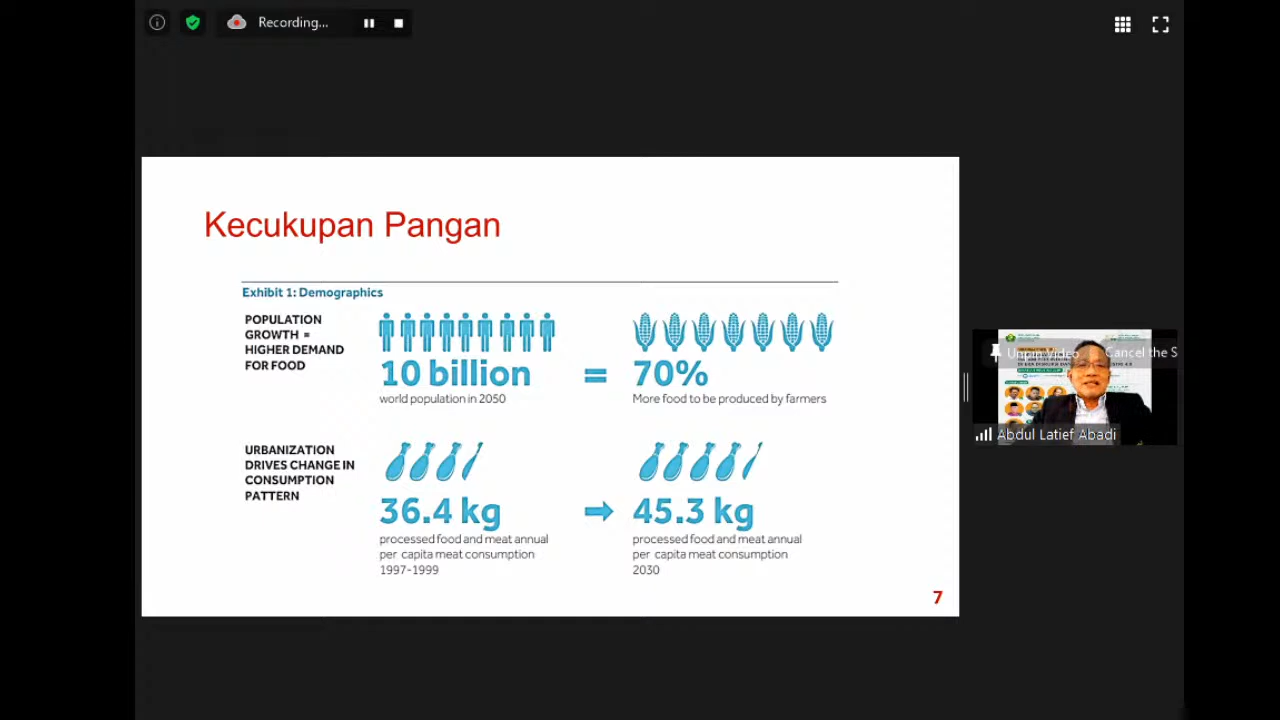 Recording...
Kecukupan Pangan
Exhibit 1: Demographics
POPULATION
GROWTH =
HIGHER DEMAND
FOR FOOD
10 billion
=
70%
world population in 2050
More food to be produced by farmers
URBANIZATION
DRIVES CHANGE IN
CONSUMPTION
PATTERN
36.4 kg
45.3 kg
processed food and meat annual
per capita meat consumption
1997-1999
processed food and meat annual
per capita meat consumption
2030
7
Unpin Video
Cancel the S
Abdul Latief Abadi